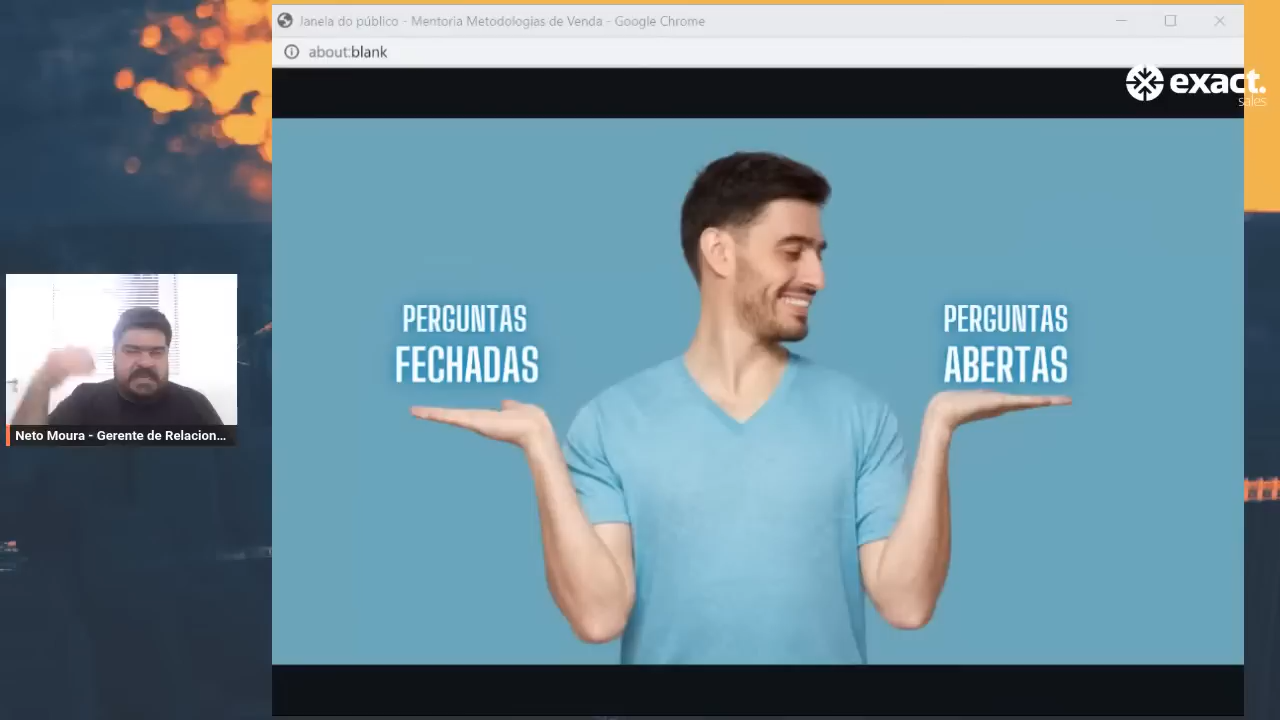 Janela do público - Mentoria Metodologias de Venda - Google Chrome
about:blank
exact.
sales
PERGUNTAS
FECHADAS
PERGUNTAS
ABERTAS
Neto Moura - Gerente de Relacion...